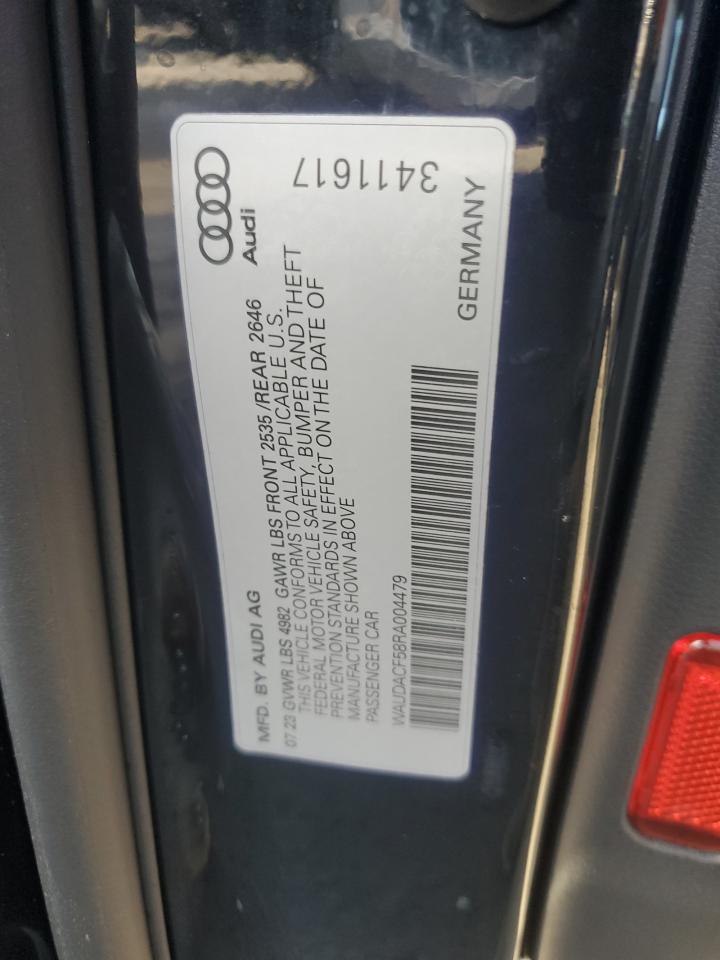 Audi
MFD. BY AUDI AG
07 23 GVWR LBS 4982 GAWR LBS FRONT 2535 /REAR 2646
THIS VEHICLE CONFORMS TO ALL APPLICABLE U.S.
FEDERAL MOTOR VEHICLE SAFETY, BUMPER AND THEFT
PREVENTION STANDARDS IN EFFECT ON THE DATE OF
MANUFACTURE SHOWN ABOVE
PASSENGER CAR
WAUDACF58RA004479
GERMANY
3411617